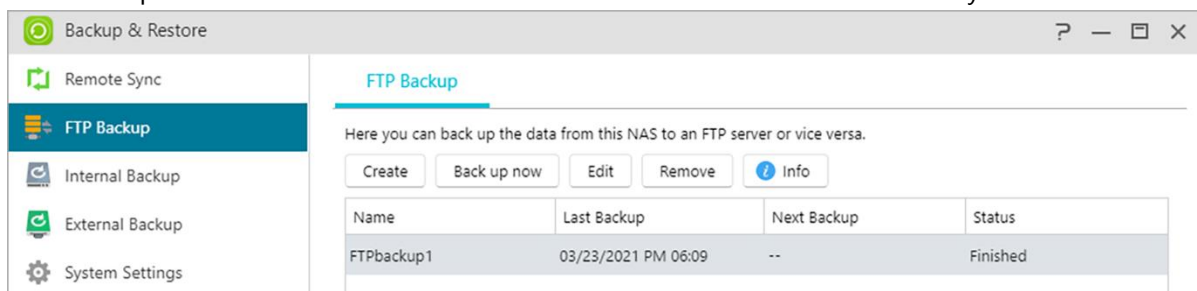 Backup & Restore
Remote Sync
FTP Backup
Internal Backup
External Backup
System Settings
FTP Backup
Here you can back up the data from this NAS to an FTP server or vice versa.
Create Back up now Edit Remove Info
Name Last Backup Next Backup Status
FTPbackup1 03/23/2021 PM 06:09 -- Finished